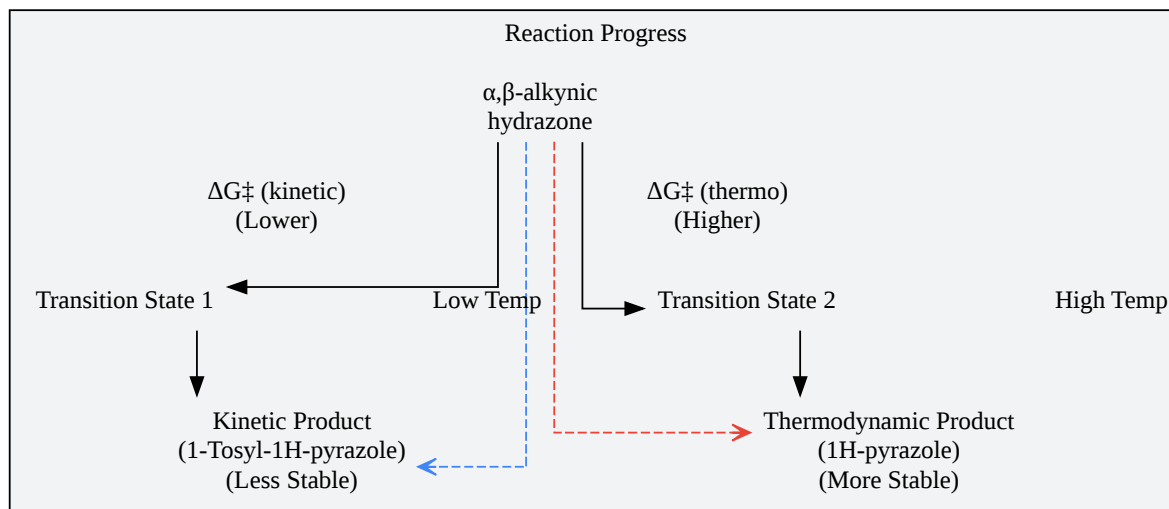 Reaction Progress
α,β-alkynic
hydrazone
ΔG‡ (kinetic)
(Lower)
ΔG‡ (thermo)
(Higher)
Transition State 1
Low Temp
Transition State 2
High Temp
Kinetic Product
(1-Tosyl-1H-pyrazole)
(Less Stable)
Thermodynamic Product
(1H-pyrazole)
(More Stable)